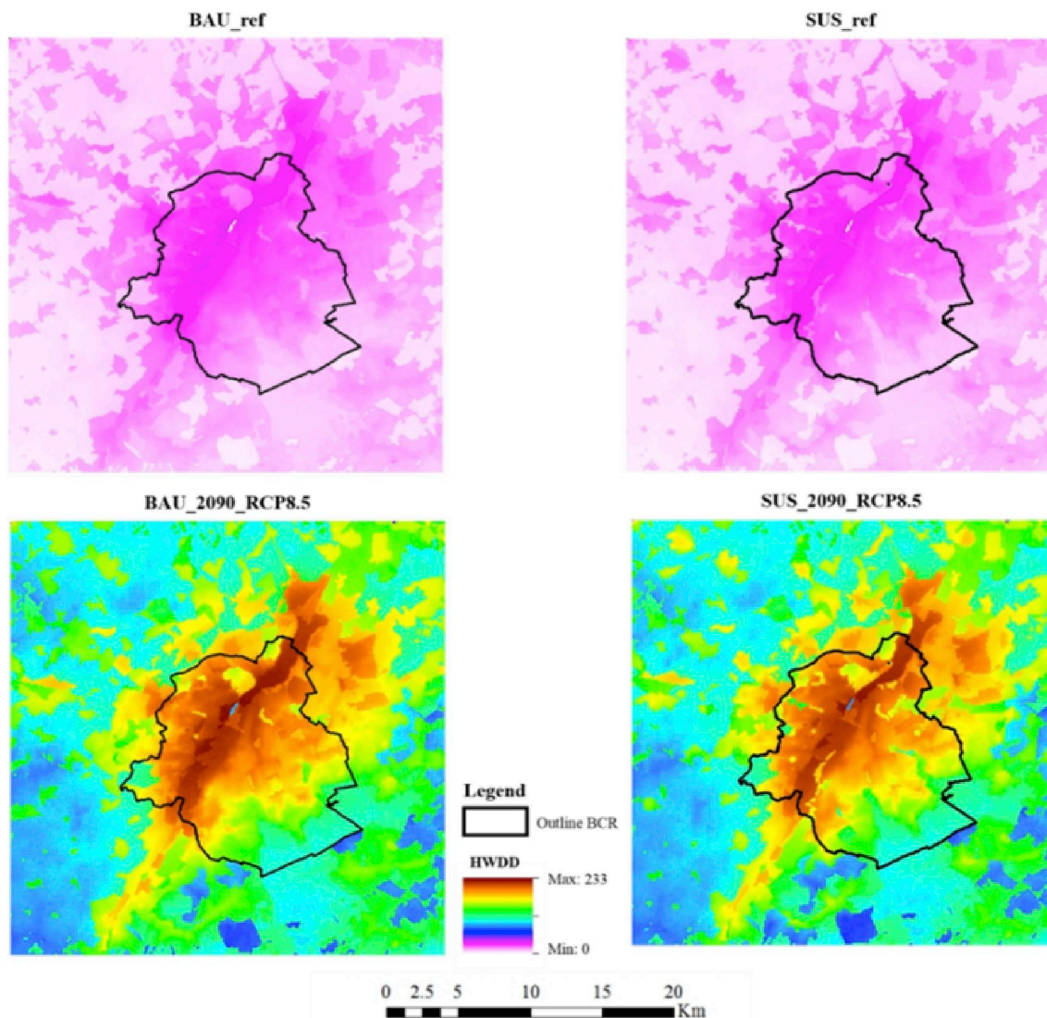 BAU_ref
SUS_ref
BAU_2090_RCP8.5
SUS_2090_RCP8.5
Legend
Outline BCR
HWDD
Max: 233
Min: 0
0 2.5 5 10 15 20
Km